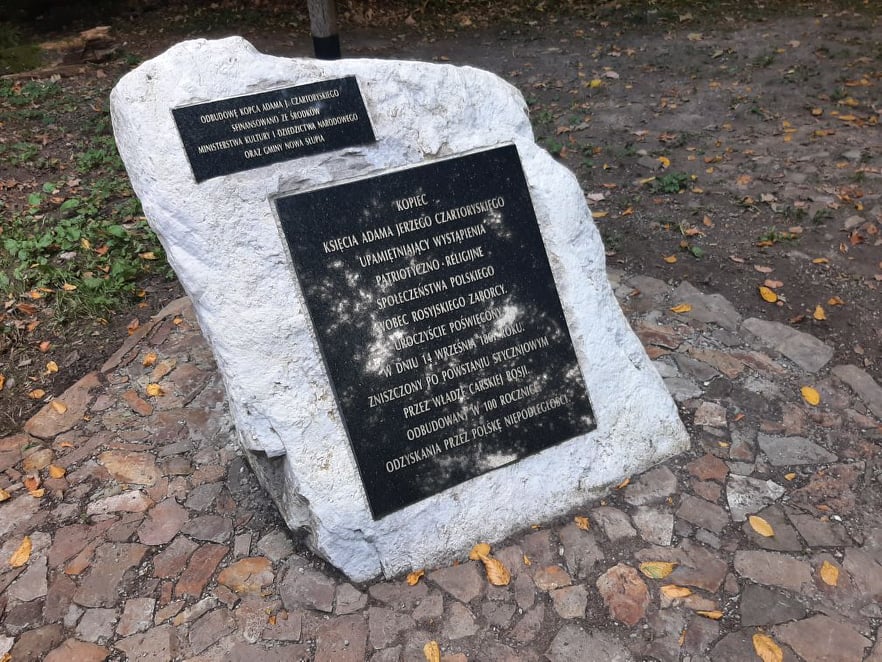 ODBUDOWĘ KOPCA ADAMA J. CZARTORYSKIEGO
SFINANSOWANO ZE ŚRODKÓW
MINISTERSTWA KULTURY I DZIEDZICTWA NARODOWEGO
ORAZ GMINY NOWA SŁUPIA
KOPIEC
KSIĘCIA ADAMA JERZEGO CZARTORYSKIEGO
UPAMIĘTNIAJĄCY WYSTĄPIENIA
PATRIOTYCZNO - RELIGIJNE
SPOŁECZEŃSTWA POLSKIEGO
WOBEC ROSYJSKIEGO ZABORCY.
UROCZYŚCIE POŚWIĘCONY
W DNIU 14 WRZEŚNIA ROKU.
ZNISZCZONY PO POWSTANIU STYCZNIOWYM
PRZEZ WŁADZE CARSKIEJ ROSJI.
ODBUDOWANY W 100 ROCZNICĘ
ODZYSKANIA PRZEZ POLSKĘ NIEPODLEGŁOŚCI.